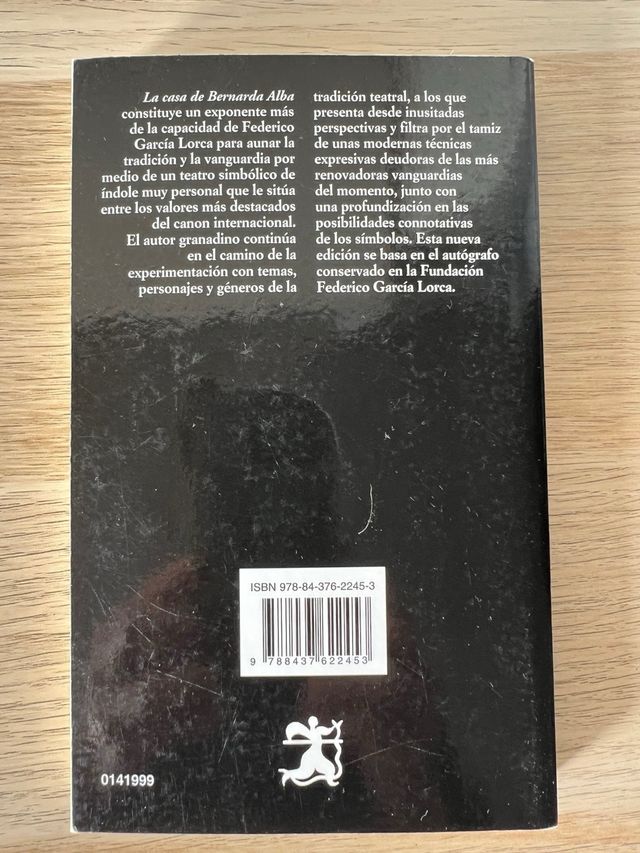 La casa de Bernarda Alba
constituye un exponente más
de la capacidad de Federico
García Lorca para aunar la
tradición y la vanguardia por
medio de un teatro simbólico de
índole muy personal que le sitúa
entre los valores más destacados
del canon internacional.
El autor granadino continúa
en el camino de la
experimentación con temas,
personajes y géneros de la
tradición teatral, a los que
presenta desde inusitadas
perspectivas y filtra por el tamiz
de unas modernas técnicas
expresivas deudoras de las más
renovadoras vanguardias
del momento, junto con
una profundización en las
posibilidades connotativas
de los símbolos. Esta nueva
edición se basa en el autógrafo
conservado en la Fundación
Federico García Lorca.
ISBN 978-84-376-2245-3
9 788437 622453
0141999